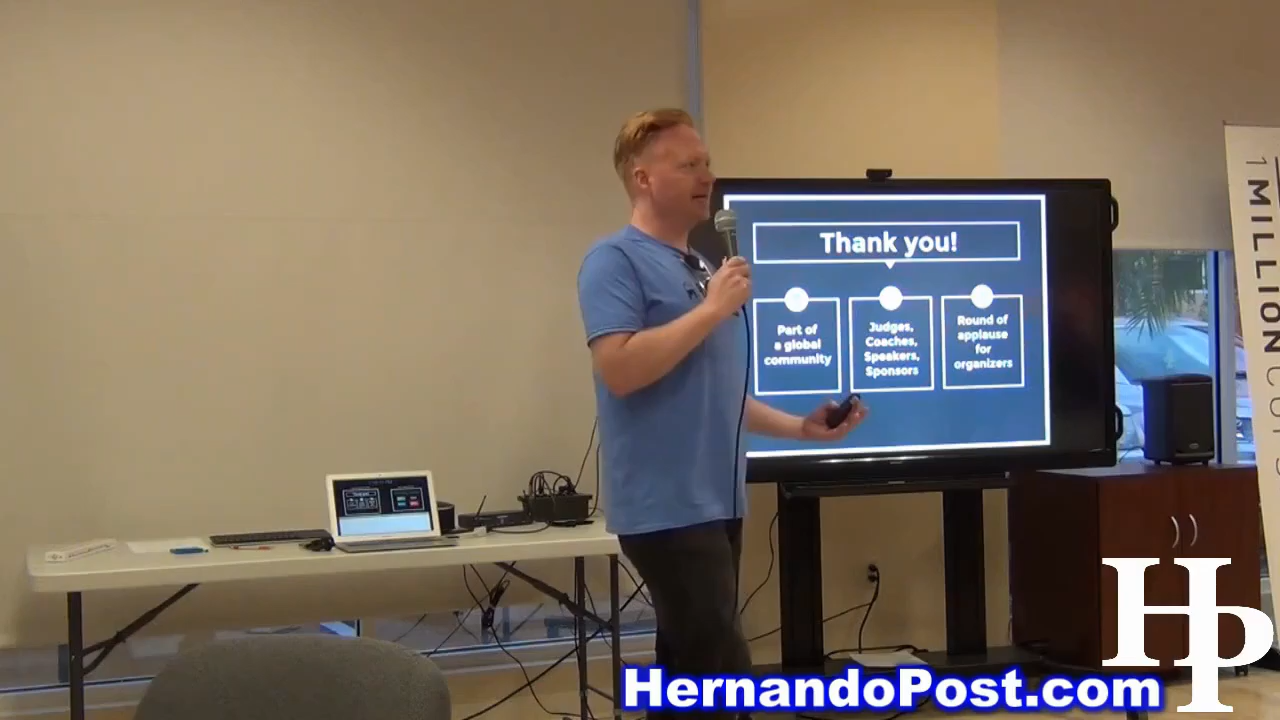 Thank you!
Part of
a global
community
Judges,
Coaches,
Speakers,
Sponsors
Round of
applause
for
organizers
1 MILLION CUPS
HP
HernandoPost.com